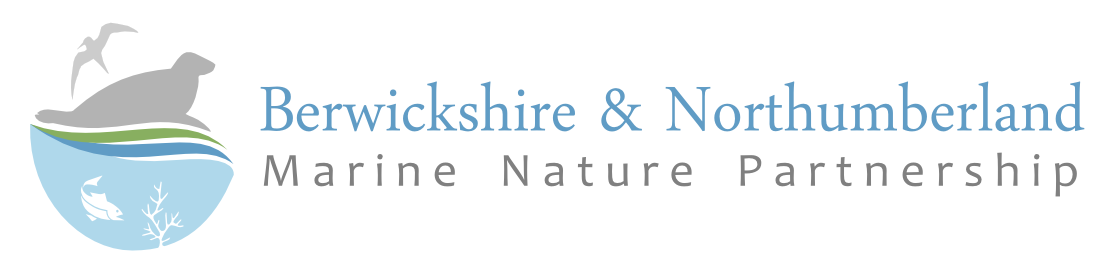 Berwickshire & Northumberland
Marine Nature Partnership